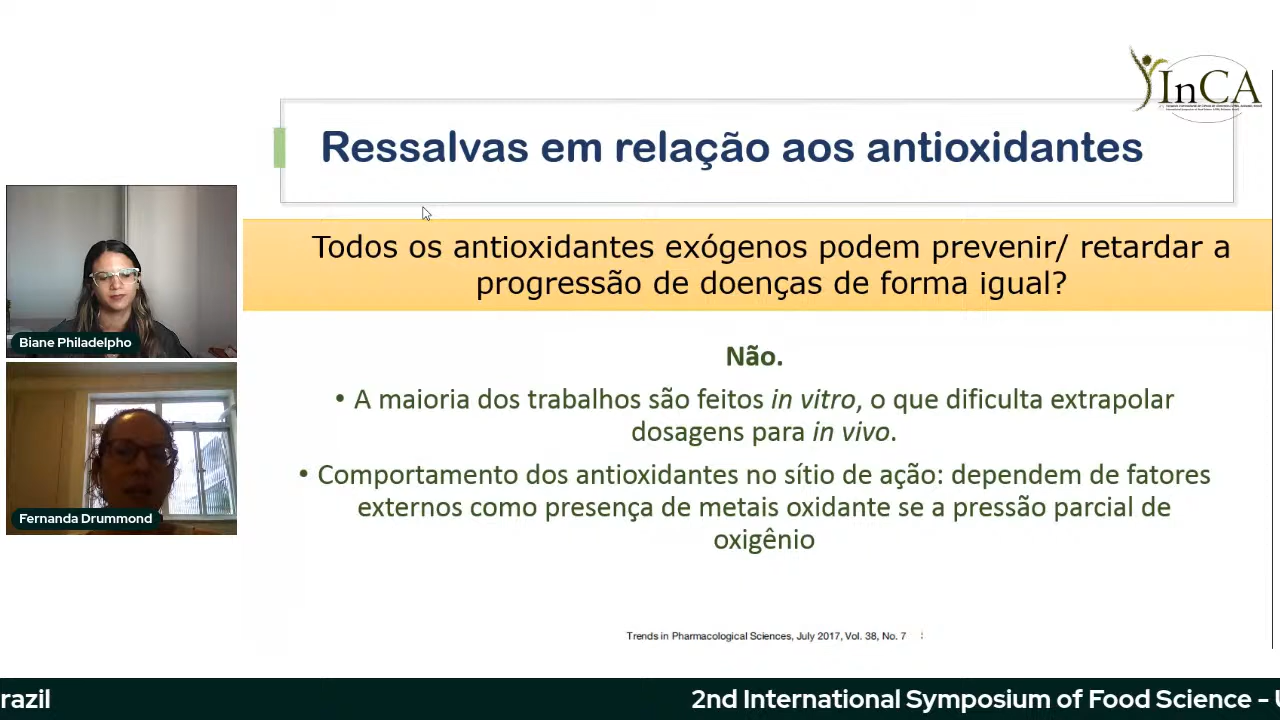 InCA
Ressalvas em relação aos antioxidantes
Todos os antioxidantes exógenos podem prevenir/ retardar a
progressão de doenças de forma igual?
Não.
• A maioria dos trabalhos são feitos in vitro, o que dificulta extrapolar
dosagens para in vivo.
• Comportamento dos antioxidantes no sítio de ação: dependem de fatores
externos como presença de metais oxidante se a pressão parcial de
oxigênio
Trends in Pharmacological Sciences, July 2017, Vol. 38, No. 7
Biane Philadelpho
Fernanda Drummond
razil
2nd International Symposium of Food Science - U